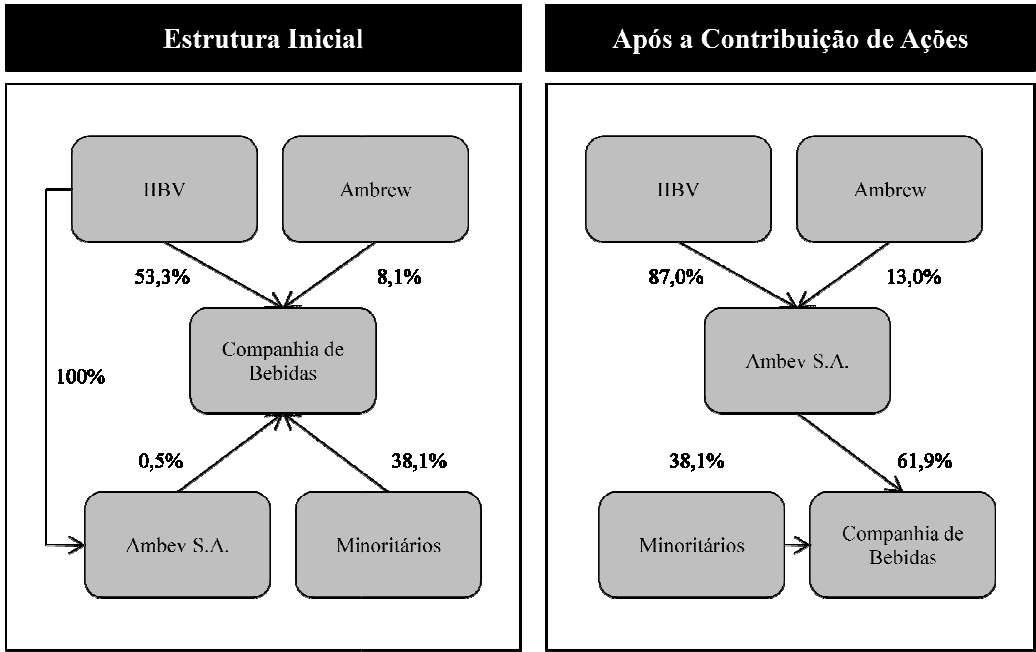 Estrutura Inicial
IIBV
Ambrew
53,3%
8,1%
Companhia de
Bebidas
100%
0,5%
38,1%
Ambev S.A.
Minoritários
Após a Contribuição de Ações
IIBV
Ambrew
87,0%
13,0%
Ambev S.A.
38,1%
61,9%
Minoritários
Companhia de
Bebidas